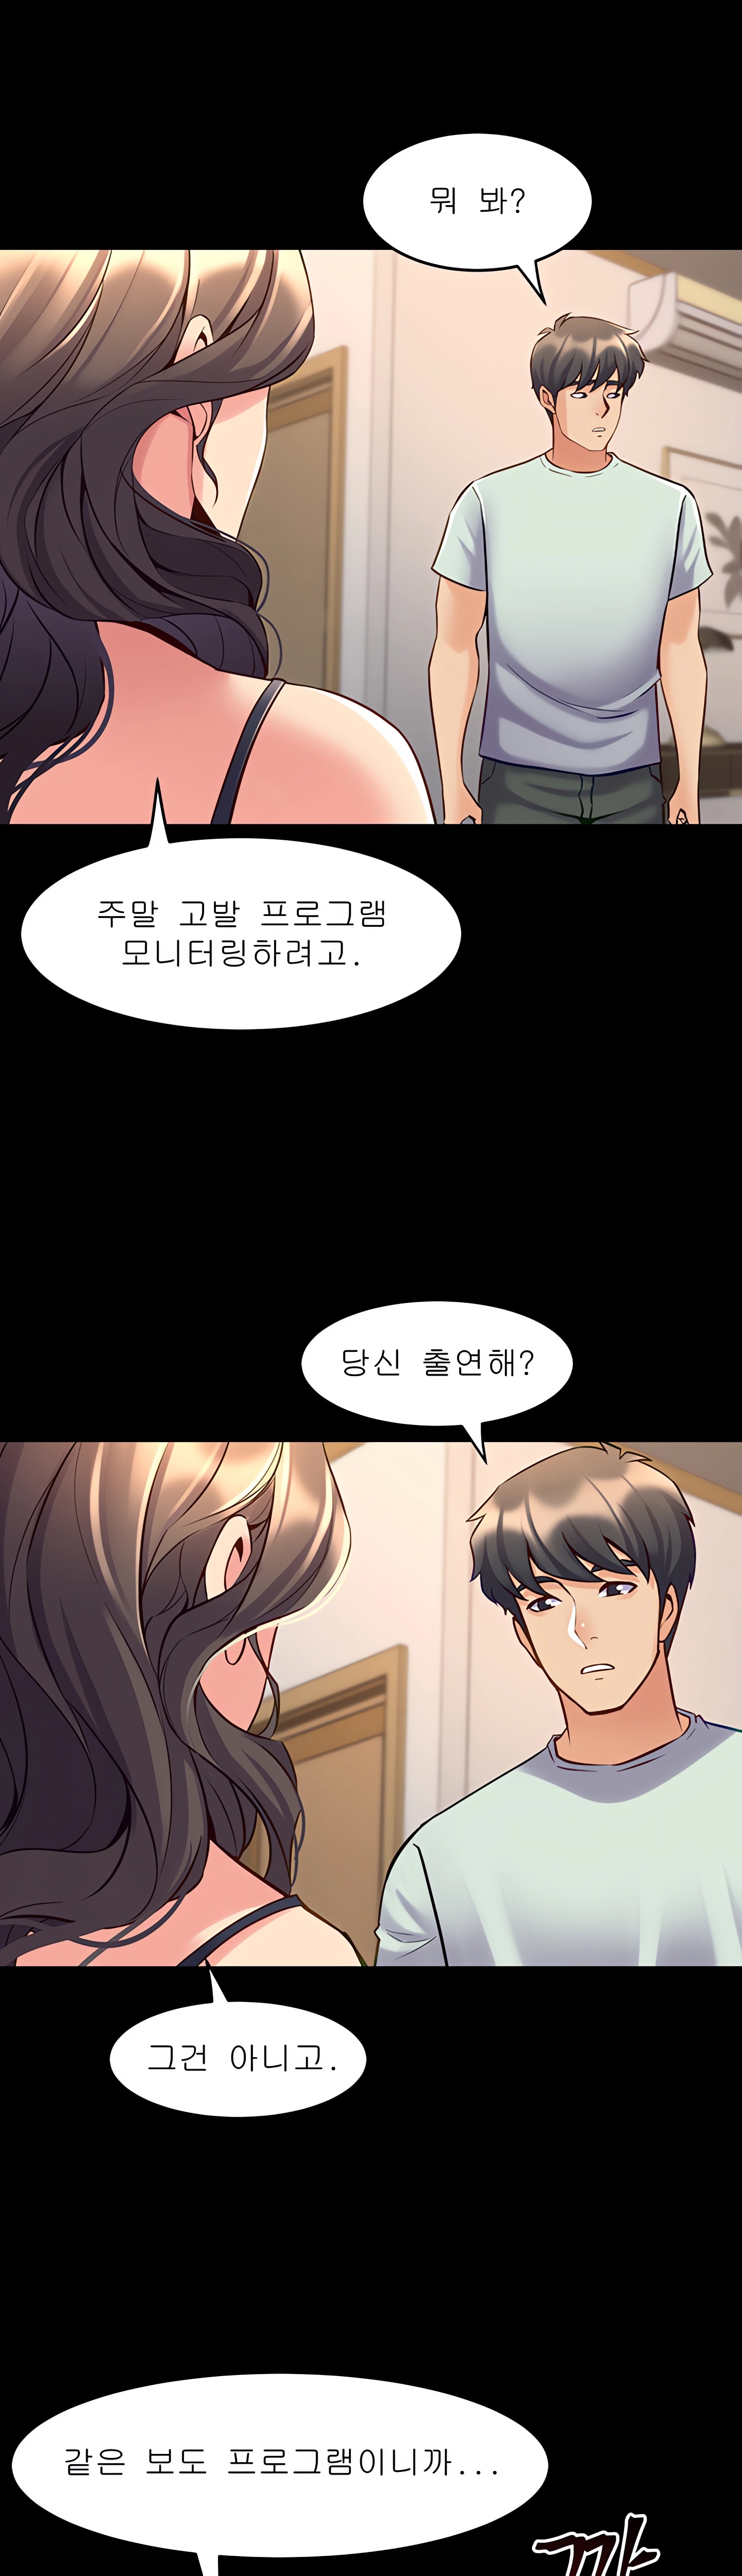 뭐 봐?
주말 고발 프로그램
모니터링하려고.
당신 출연해?
그건 아니고.
같은 보도 프로그램이니까...